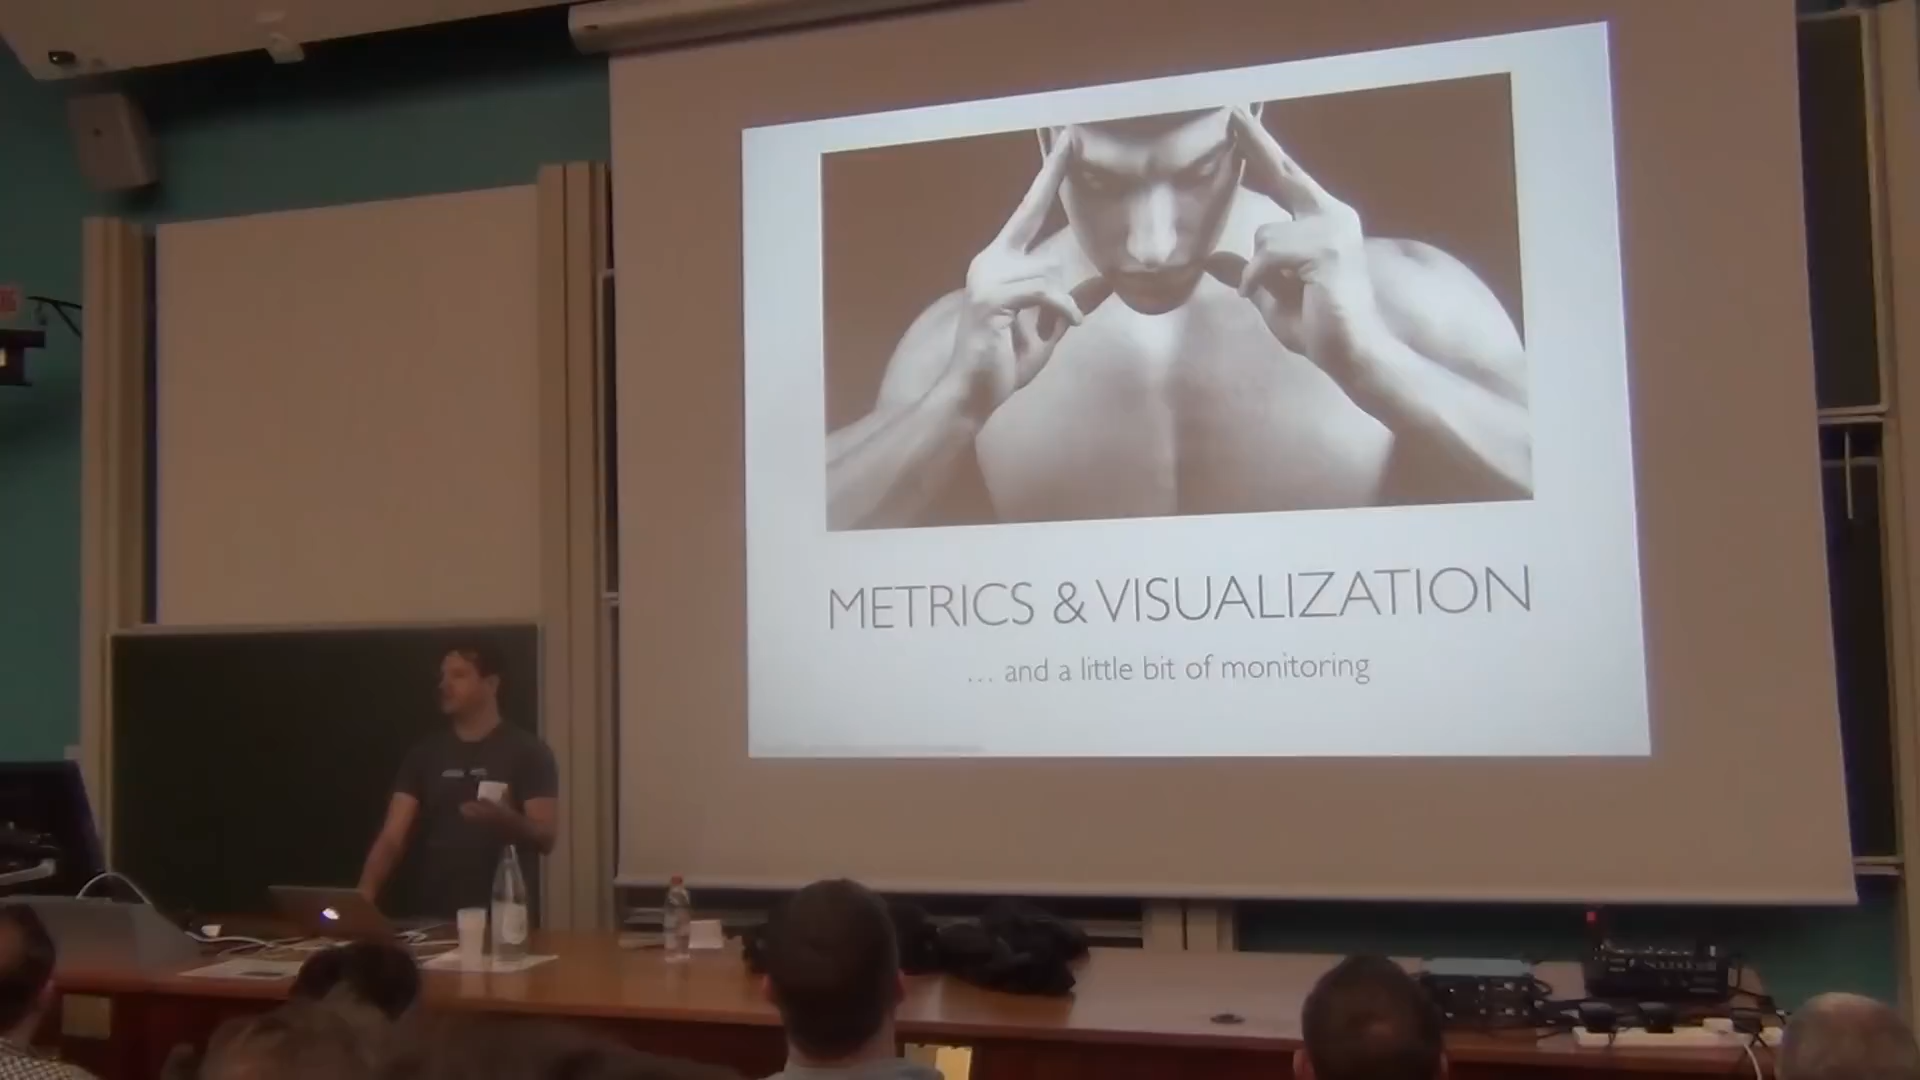 METRICS & VISUALIZATION
... and a little bit of monitoring